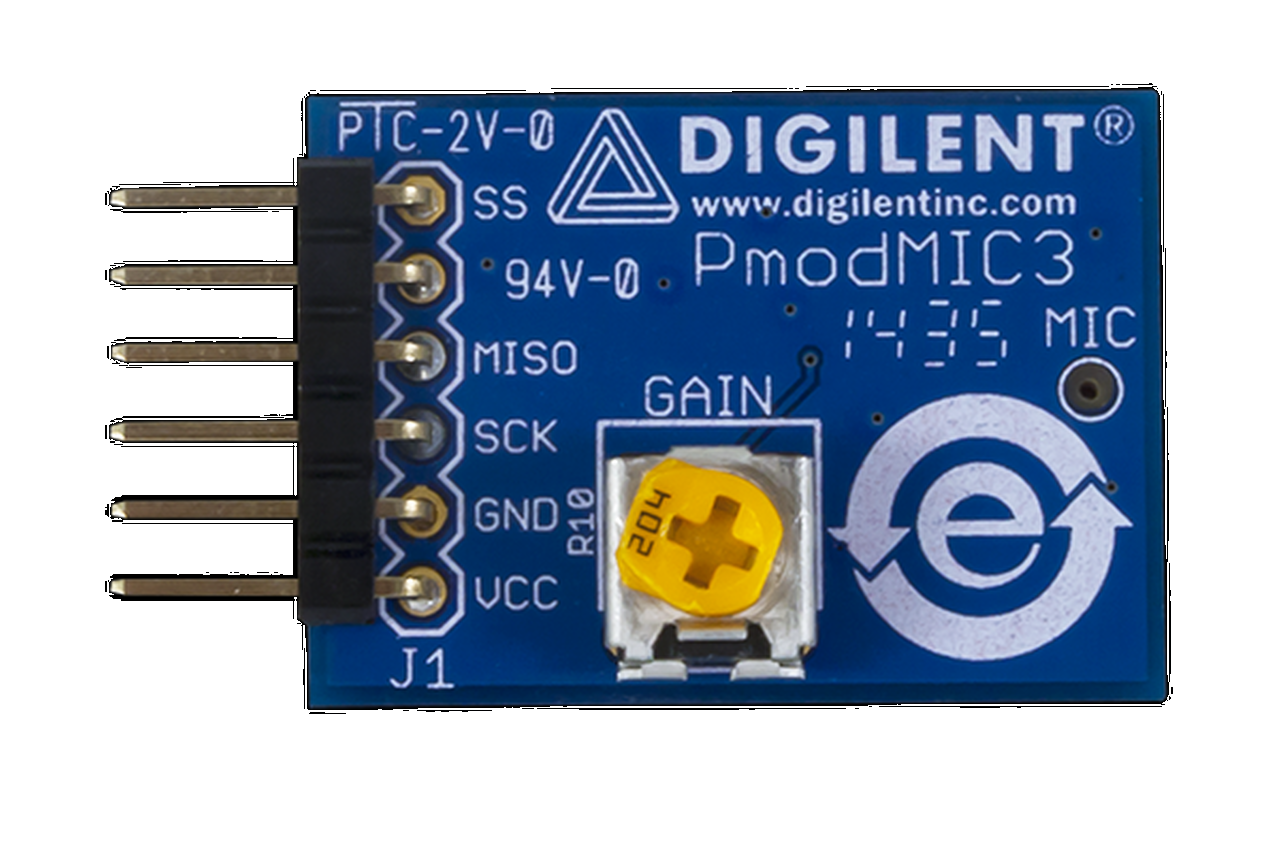 PTC-2V-0
DIGILENT®
www.digilentinc.com
SS
PmodMIC3
94V-0
1435
MIC
MISO
GAIN
SCK
204
R10
e
GND
VCC
J1